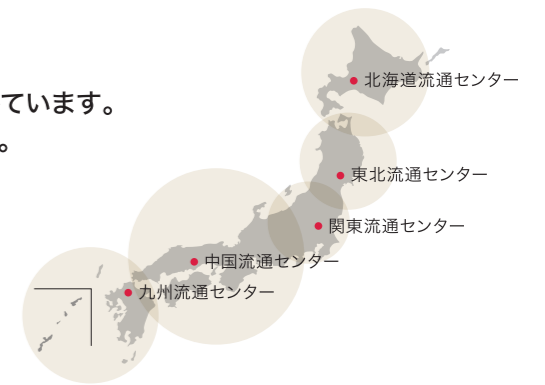 ています。
。
北海道流通センター
東北流通センター
関東流通センター
中国流通センター
九州流通センター